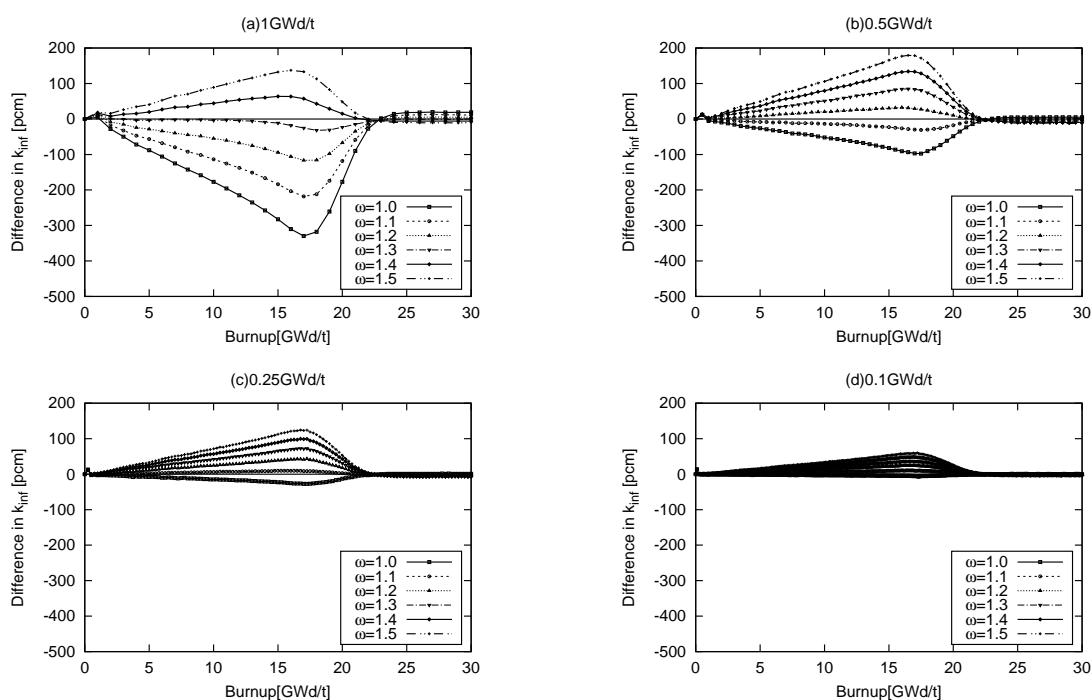 (a)1GWd/t
200
100
0
-100
-200
-300
-400
-500
Difference in k_inf [pcm]
ω=1.0
ω=1.1
ω=1.2
ω=1.3
ω=1.4
ω=1.5
0 5 10 15 20 25 30
Burnup[GWd/t]
(b)0.5GWd/t
200
100
0
-100
-200
-300
-400
-500
Difference in k_inf [pcm]
ω=1.0
ω=1.1
ω=1.2
ω=1.3
ω=1.4
ω=1.5
0 5 10 15 20 25 30
Burnup[GWd/t]
(c)0.25GWd/t
200
100
0
-100
-200
-300
-400
-500
Difference in k_inf [pcm]
ω=1.0
ω=1.1
ω=1.2
ω=1.3
ω=1.4
ω=1.5
0 5 10 15 20 25 30
Burnup[GWd/t]
(d)0.1GWd/t
200
100
0
-100
-200
-300
-400
-500
Difference in k_inf [pcm]
ω=1.0
ω=1.1
ω=1.2
ω=1.3
ω=1.4
ω=1.5
0 5 10 15 20 25 30
Burnup[GWd/t]